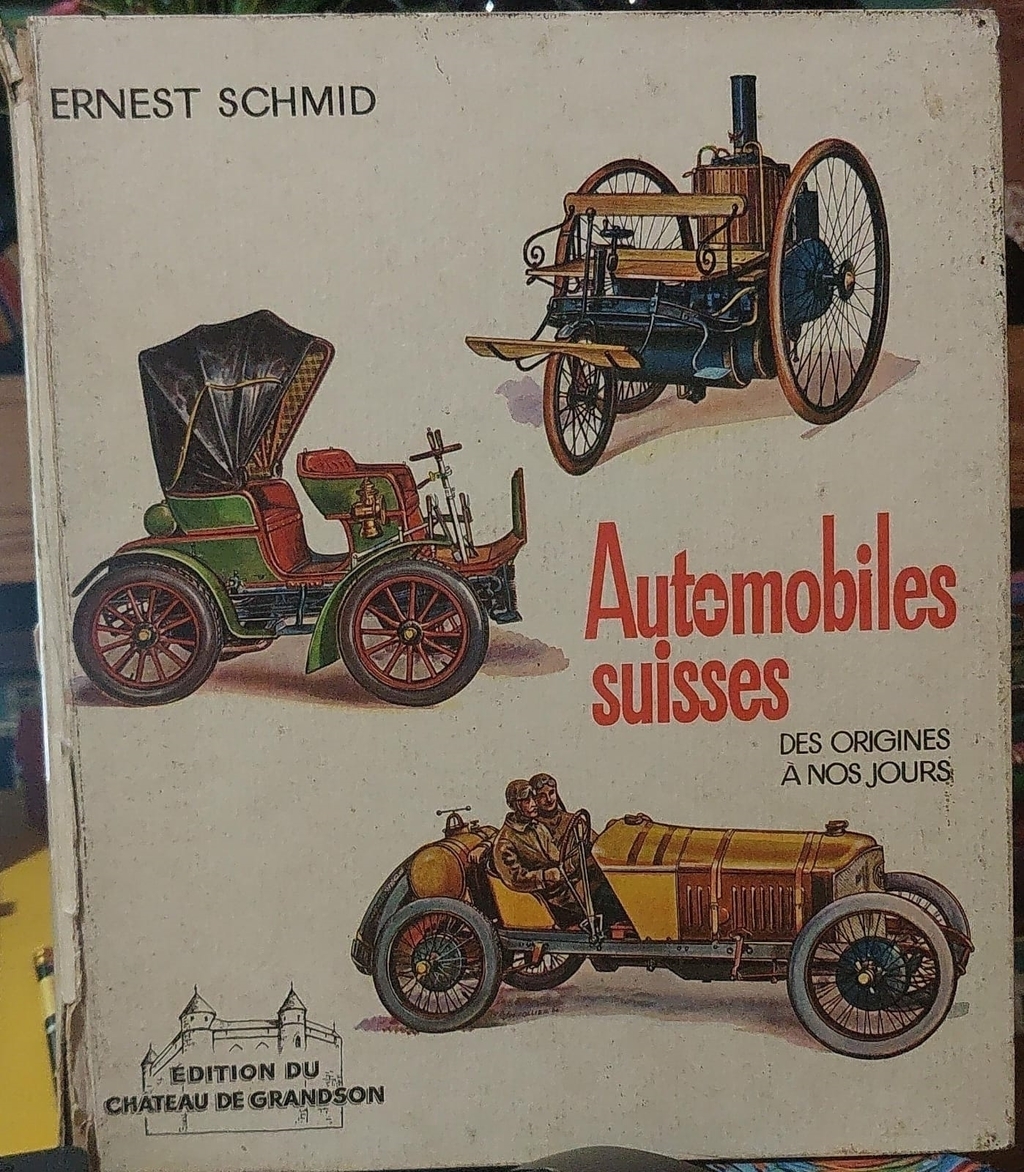 ERNEST SCHMID
Automobiles
suisses
DES ORIGINES
À NOS JOURS
ÉDITION DU
CHÂTEAU DE GRANDSON